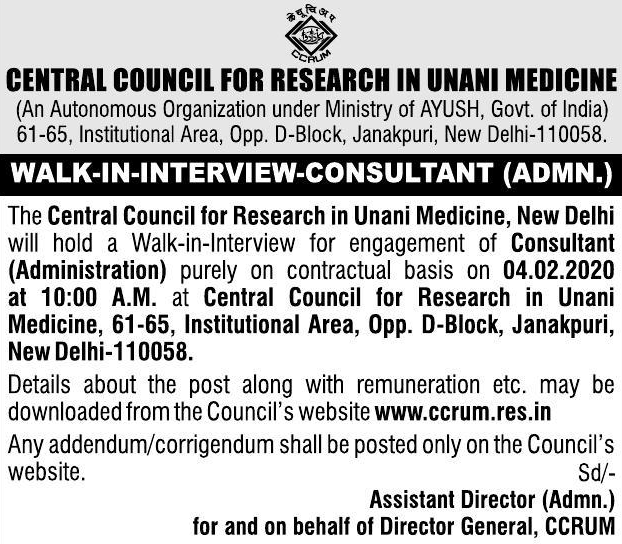 के यू चि अ प
CCRUM
CENTRAL COUNCIL FOR RESEARCH IN UNANI MEDICINE
(An Autonomous Organization under Ministry of AYUSH, Govt. of India)
61-65, Institutional Area, Opp. D-Block, Janakpuri, New Delhi-110058.
WALK-IN-INTERVIEW-CONSULTANT (ADMN.)
The Central Council for Research in Unani Medicine, New Delhi
will hold a Walk-in-Interview for engagement of Consultant
(Administration) purely on contractual basis on 04.02.2020
at 10:00 A.M. at Central Council for Research in Unani
Medicine, 61-65, Institutional Area, Opp. D-Block, Janakpuri,
New Delhi-110058.
Details about the post along with remuneration etc. may be
downloaded from the Council's website www.ccrum.res.in
Any addendum/corrigendum shall be posted only on the Council's
website. Sd/-
Assistant Director (Admn.)
for and on behalf of Director General, CCRUM